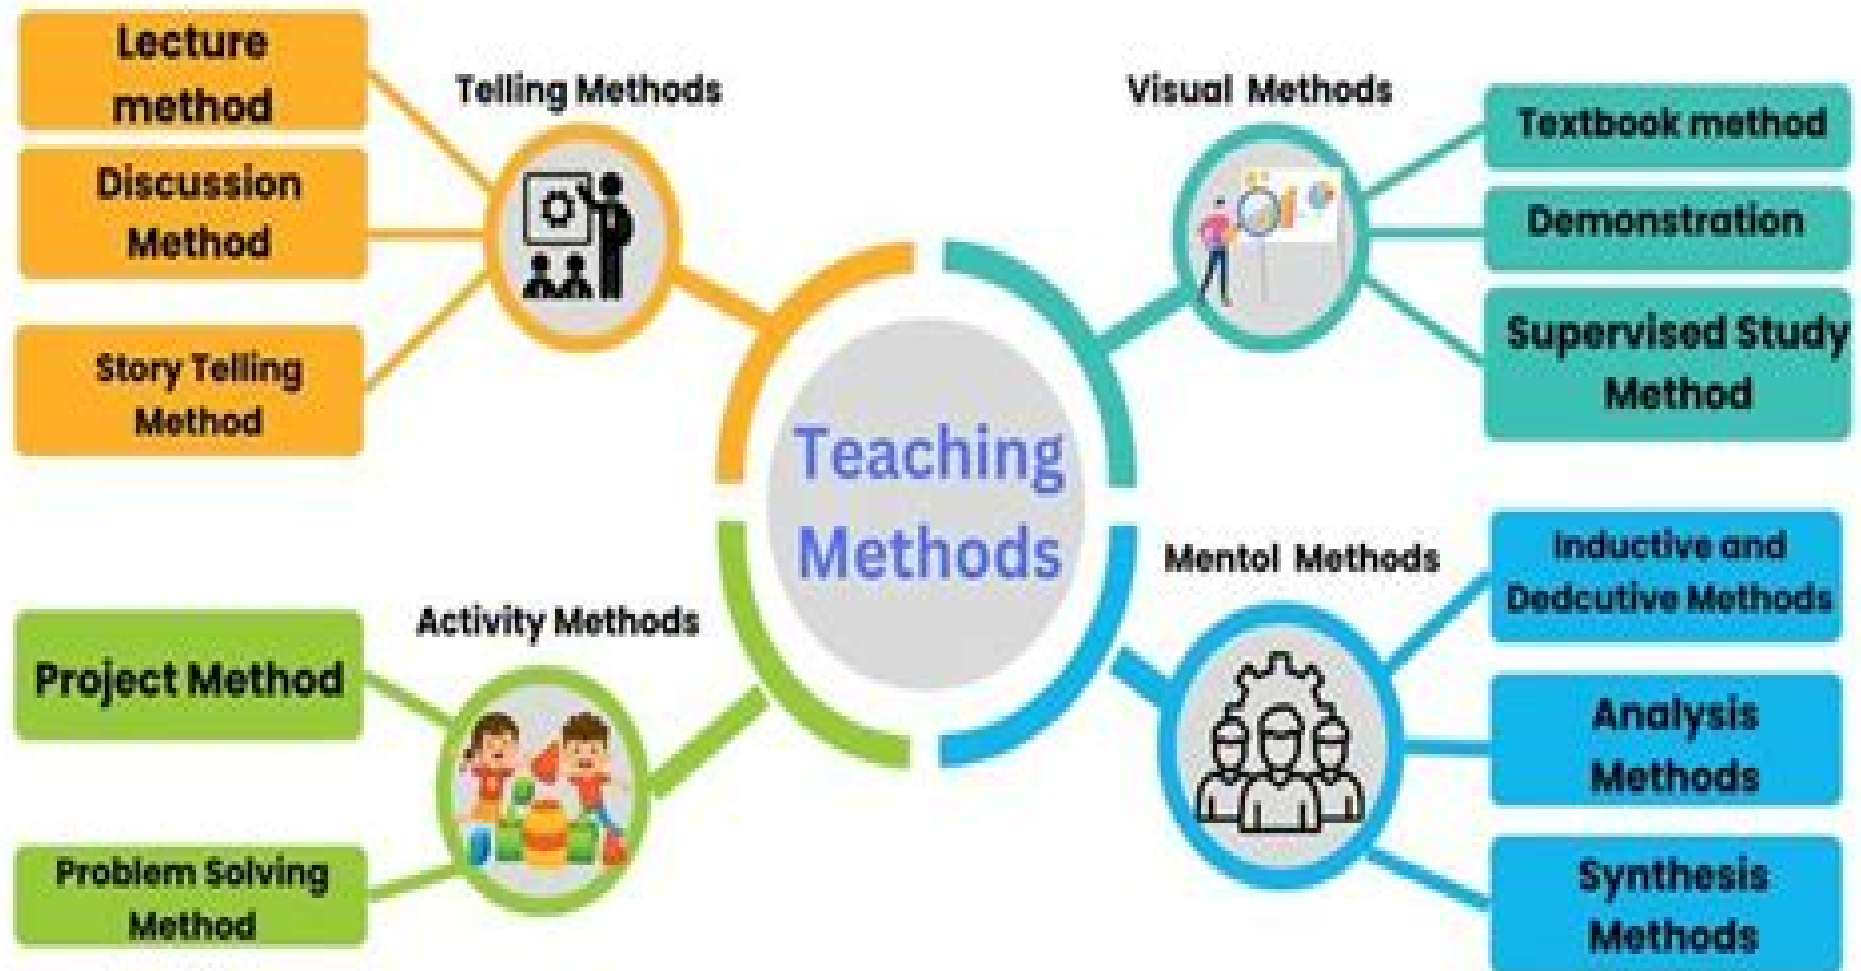 Lecture
method
Discussion
Method
Story Telling
Method
Telling Methods
Visual Methods
Textbook method
Demonstration
Supervised Study
Method
Teaching
Methods
Activity Methods
Project Method
Problem Solving
Method
Mentol Methods
Inductive and
Dedcutive Methods
Analysis
Methods
Synthesis
Methods